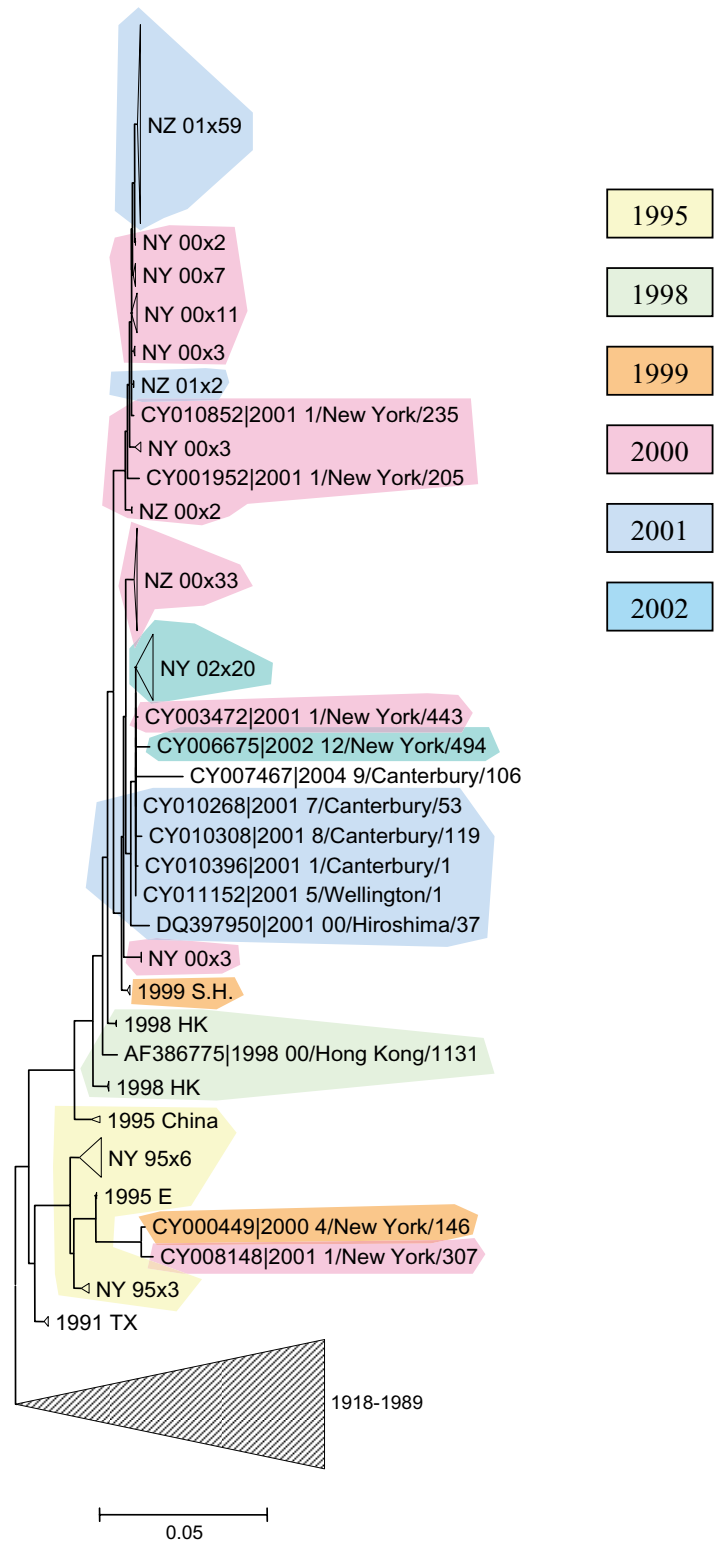 NZ 01x59
NY 00x2
NY 00x7
NY 00x11
NY 00x3
NZ 01x2
CY010852|2001 1/New York/235
NY 00x3
CY001952|2001 1/New York/205
NZ 00x2
NZ 00x33
NY 02x20
CY003472|2001 1/New York/443
CY006675|2002 12/New York/494
CY007467|2004 9/Canterbury/106
CY010268|2001 7/Canterbury/53
CY010308|2001 8/Canterbury/119
CY010396|2001 1/Canterbury/1
CY011152|2001 5/Wellington/1
DQ397950|2001 00/Hiroshima/37
NY 00x3
1999 S.H.
1998 HK
AF386775|1998 00/Hong Kong/1131
1998 HK
1995 China
NY 95x6
1995 E
CY000449|2000 4/New York/146
CY008148|2001 1/New York/307
NY 95x3
1991 TX
1918-1989
0.05
1995
1998
1999
2000
2001
2002